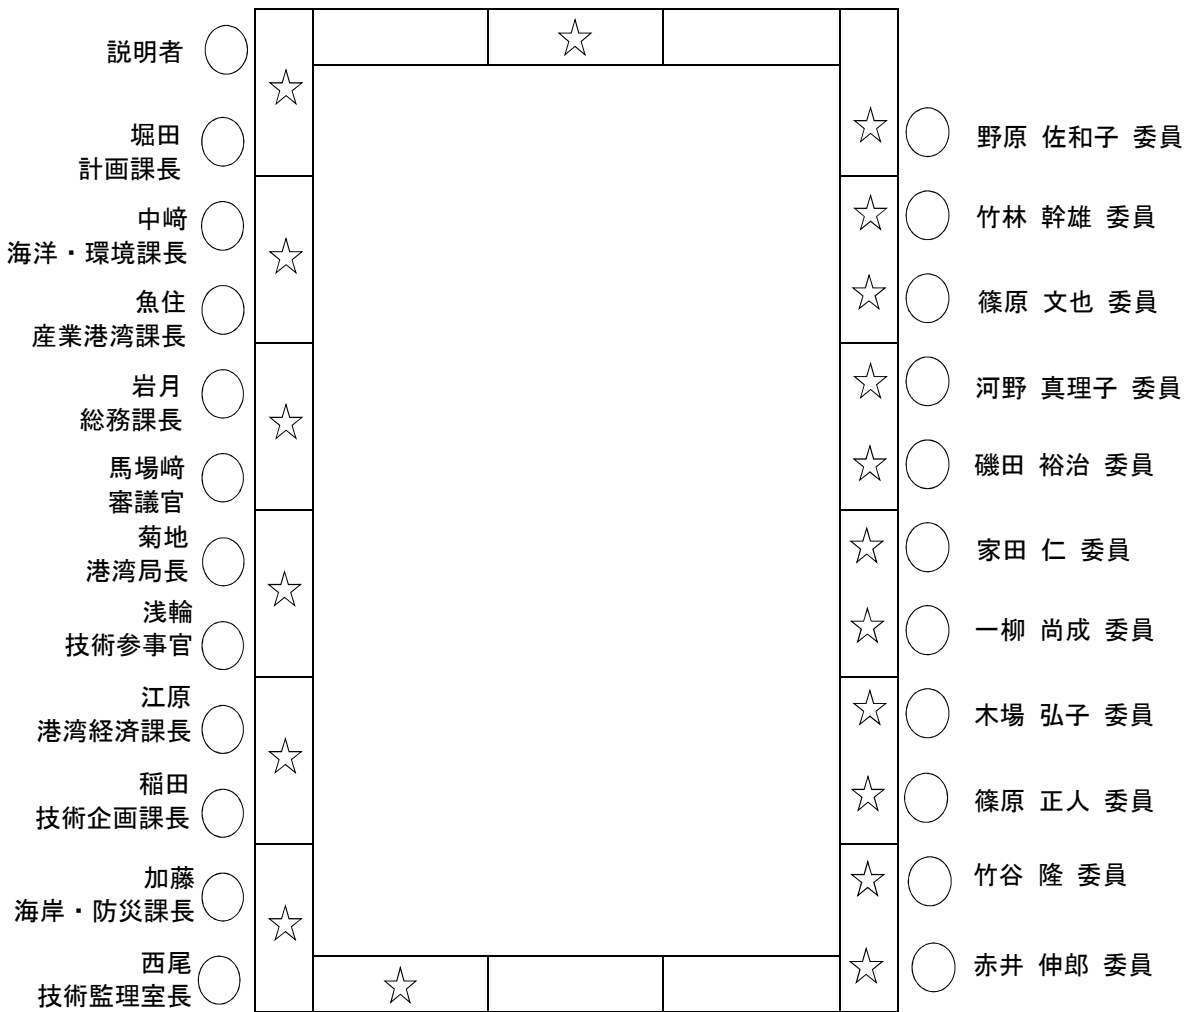 説明者
堀田
計画課長
中﨑
海洋・環境課長
魚住
産業港湾課長
岩月
総務課長
馬場﨑
審議官
菊地
港湾局長
浅輪
技術参事官
江原
港湾経済課長
稲田
技術企画課長
加藤
海岸・防災課長
西尾
技術監理室長
野原 佐和子 委員
竹林 幹雄 委員
篠原 文也 委員
河野 真理子 委員
磯田 裕治 委員
家田 仁 委員
一柳 尚成 委員
木場 弘子 委員
篠原 正人 委員
竹谷 隆 委員
赤井 伸郎 委員